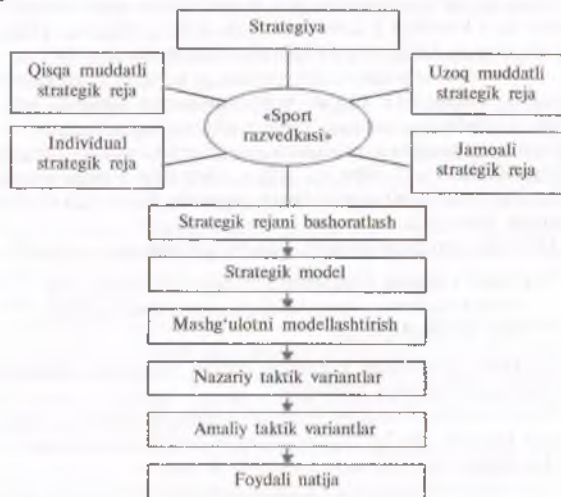 Strategiya
Qisqa muddatli
strategik reja
Uzoq muddatli
strategik reja
«Sport
razvedkasi»
Individual
strategik reja
Jamoali
strategik reja
Strategik rejani bashoratlash
Strategik model
Mashg‘ulotni modellashtirish
Nazariy taktik variantlar
Amaliy taktik variantlar
Foydali natija